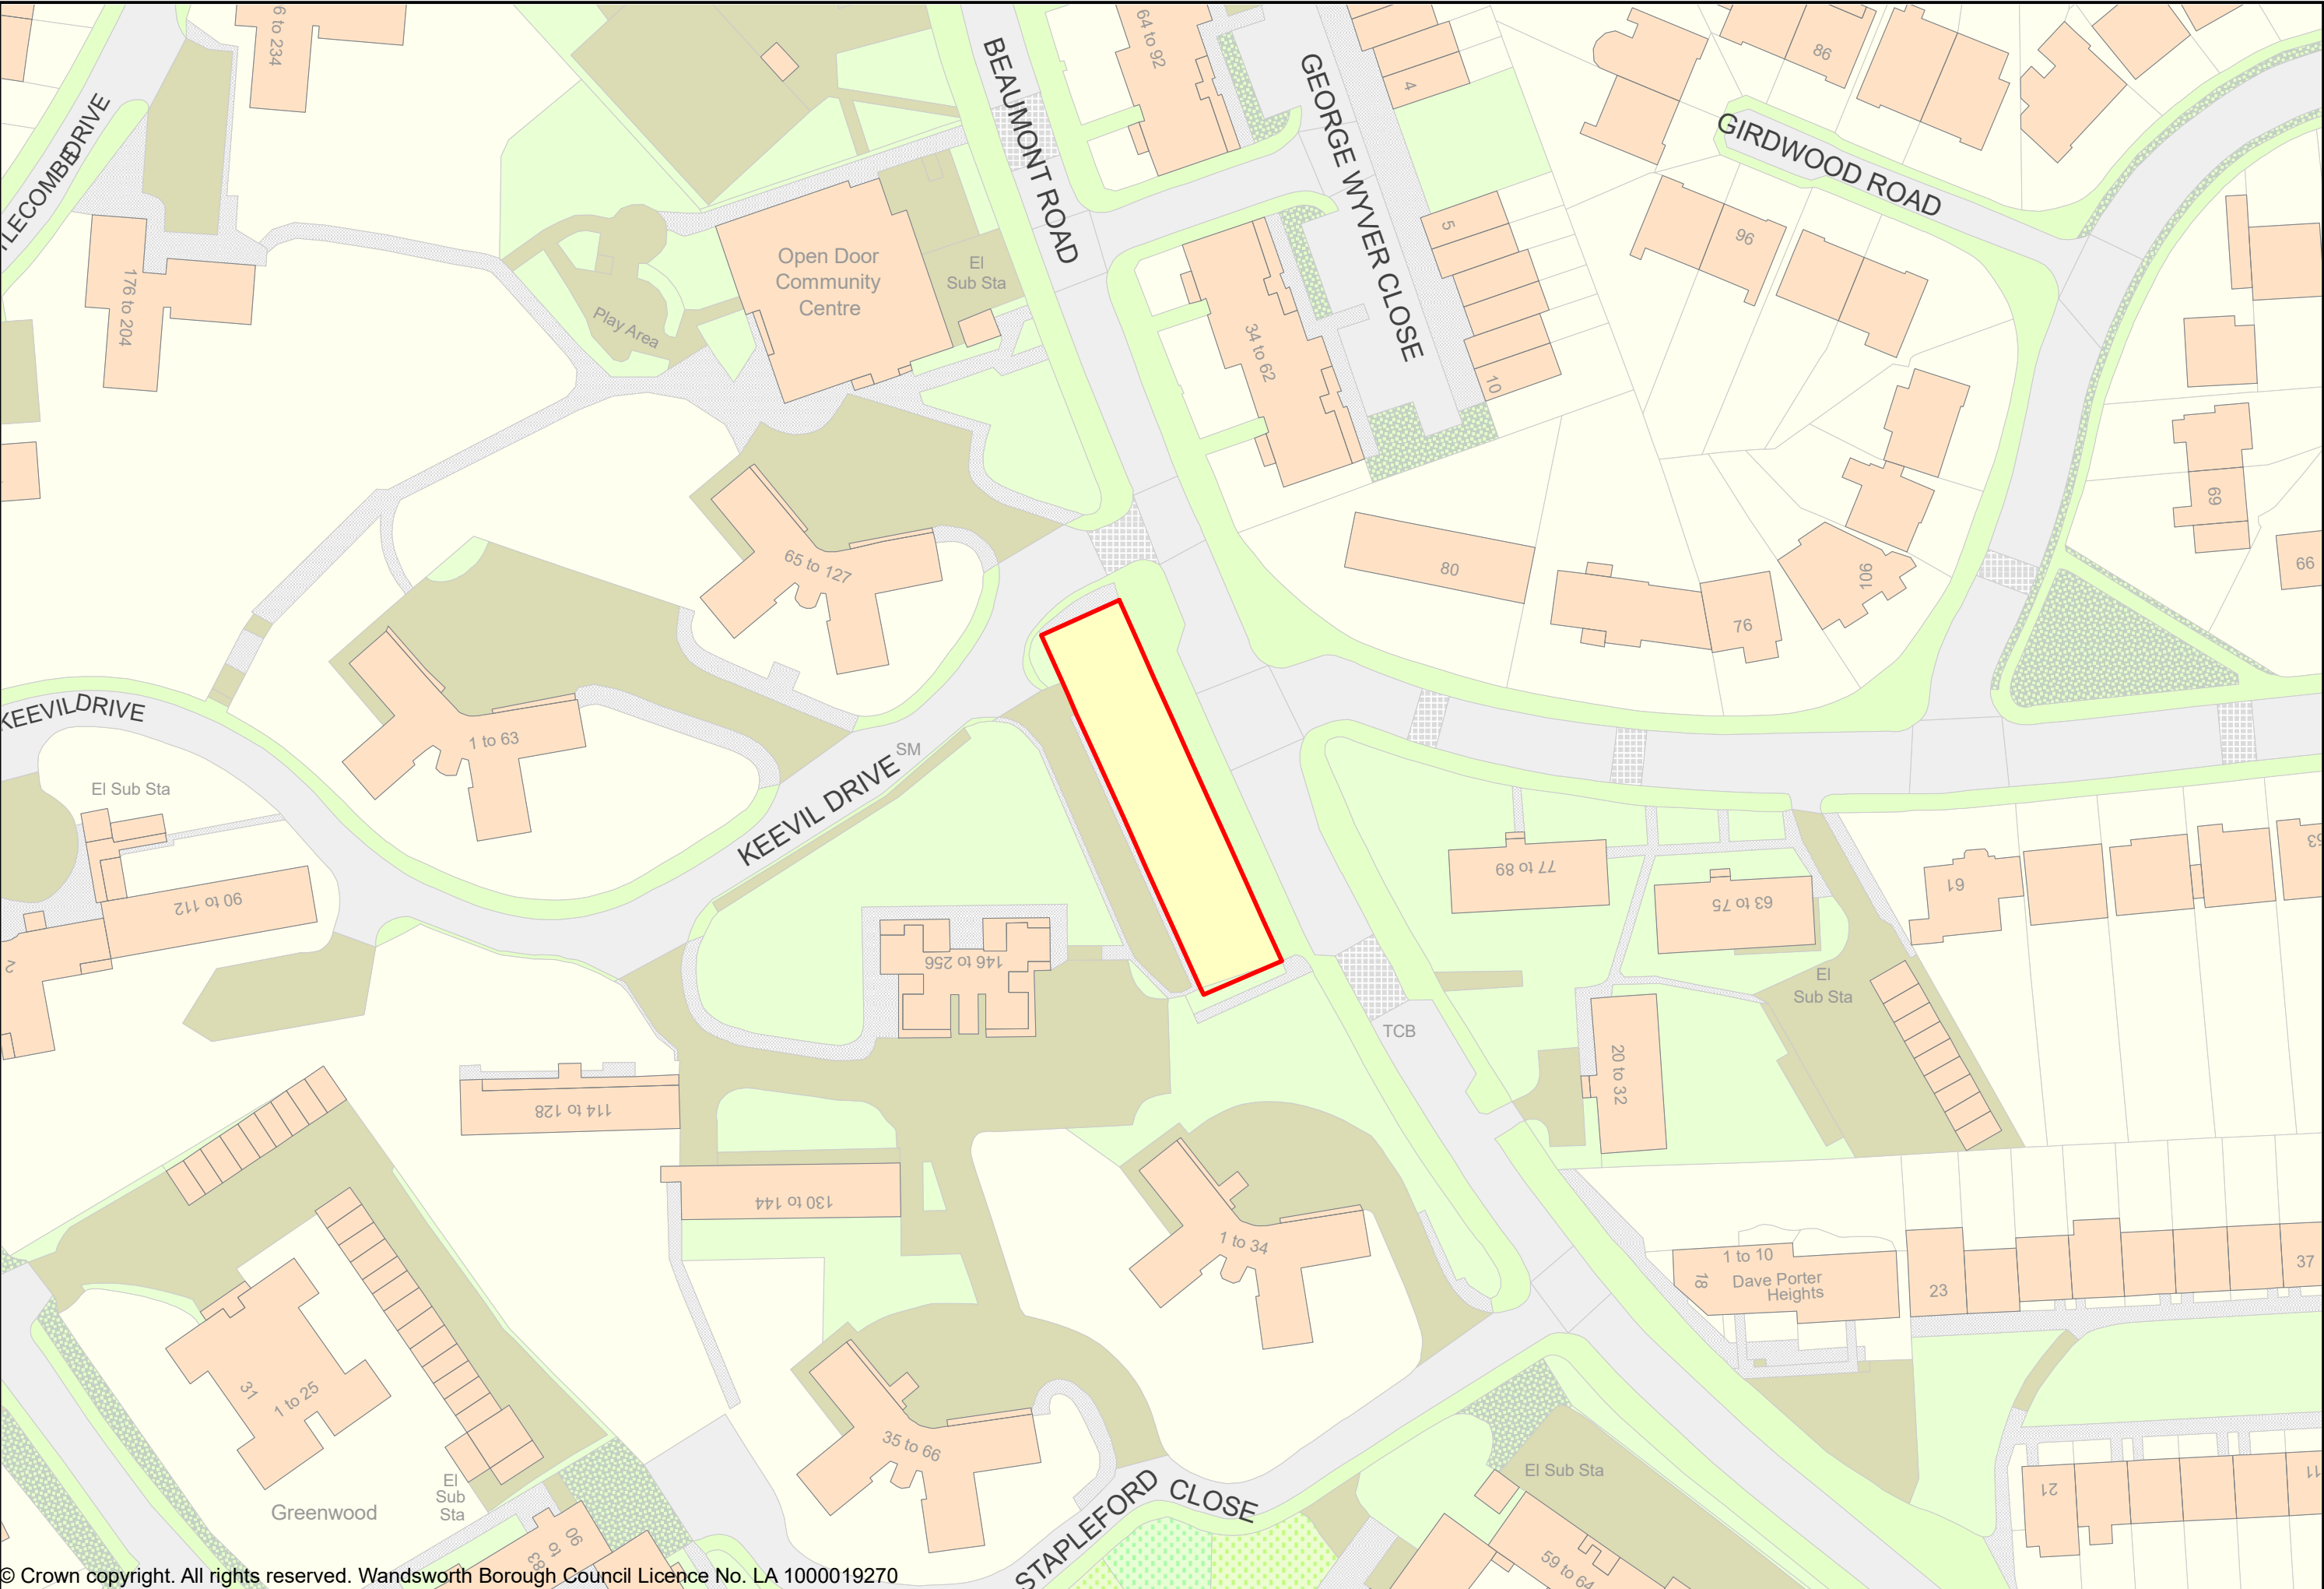 6 to 234
BEAUMONT ROAD
64 to 92
GEORGE WYVER CLOSE
4
86
GIRDWOOD ROAD
TLECOMBE DRIVE
176 to 204
Play Area
Open Door
Community
Centre
El
Sub Sta
34 to 62
5
10
96
69
66
65 to 127
80
76
106
KEEVIL DRIVE
1 to 63
SM
KEEVIL DRIVE
El Sub Sta
90 to 112
2
146 to 256
77 to 89
63 to 75
61
53
El
Sub Sta
TCB
20 to 32
114 to 128
130 to 144
1 to 34
1 to 10
18
Dave Porter
Heights
23
37
31
1 to 25
35 to 66
Greenwood
El
Sub
Sta
STAPLEFORD CLOSE
El Sub Sta
21
11
59 to 64
90
to
383
© Crown copyright. All rights reserved. Wandsworth Borough Council Licence No. LA 1000019270